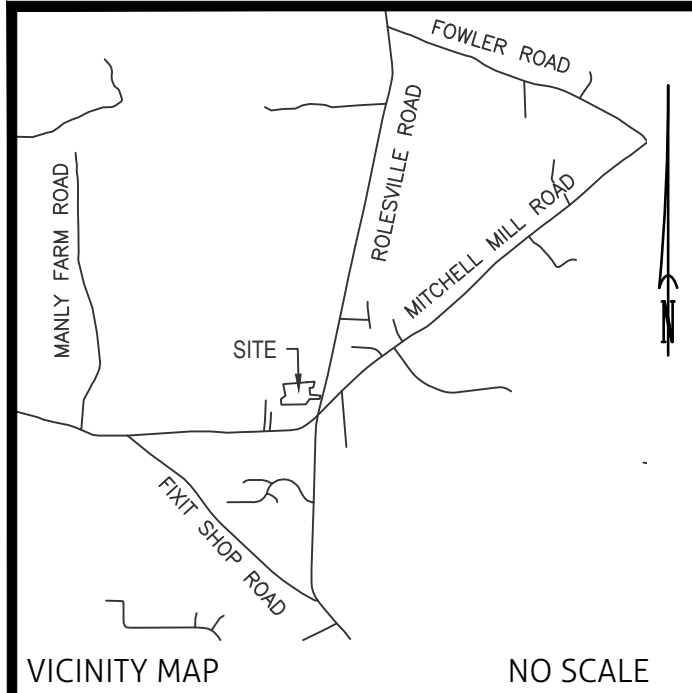 FOWLER ROAD
ROLESVILLE ROAD
MANLY FARM ROAD
MITCHELL MILL ROAD
N
SITE
FIXIT SHOP ROAD
VICINITY MAP
NO SCALE